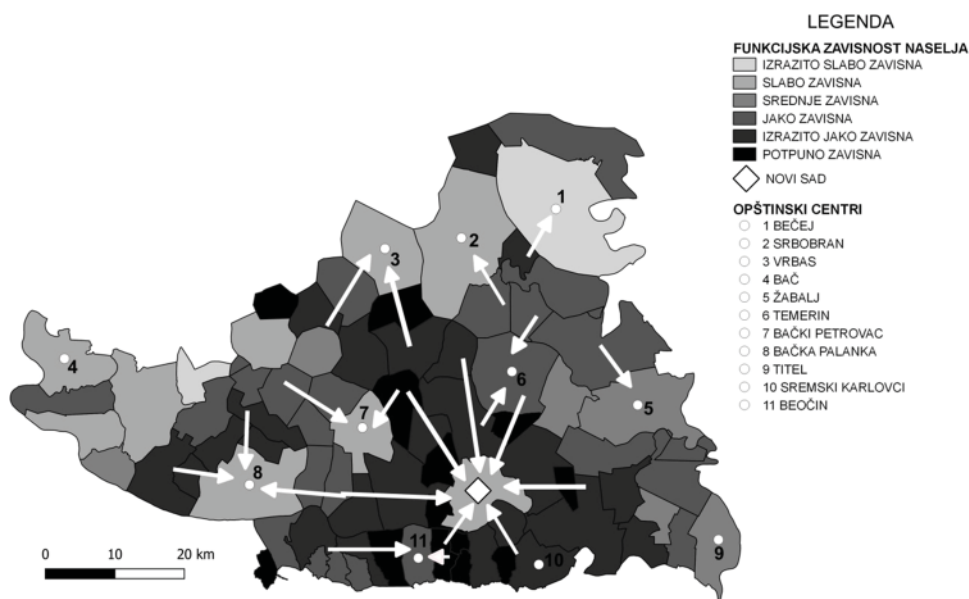 LEGENDA
FUNKCIJSKA ZAVISNOST NASELJA
IZRAZITO SLABO ZAVISNA
SLABO ZAVISNA
SREDNJE ZAVISNA
JAKO ZAVISNA
IZRAZITO JAKO ZAVISNA
POTPUNO ZAVISNA
NOVI SAD
OPŠTINSKI CENTRI
1 BEČEJ
2 SRBOBRAN
3 VRBAS
4 BAČ
5 ŽABALJ
6 TEMERIN
7 BAČKI PETROVAC
8 BAČKA PALANKA
9 TITEL
10 SREMSKI KARLOVCI
11 BEOČIN
1
2
3
4
5
6
7
8
9
10
11
0 10 20 km